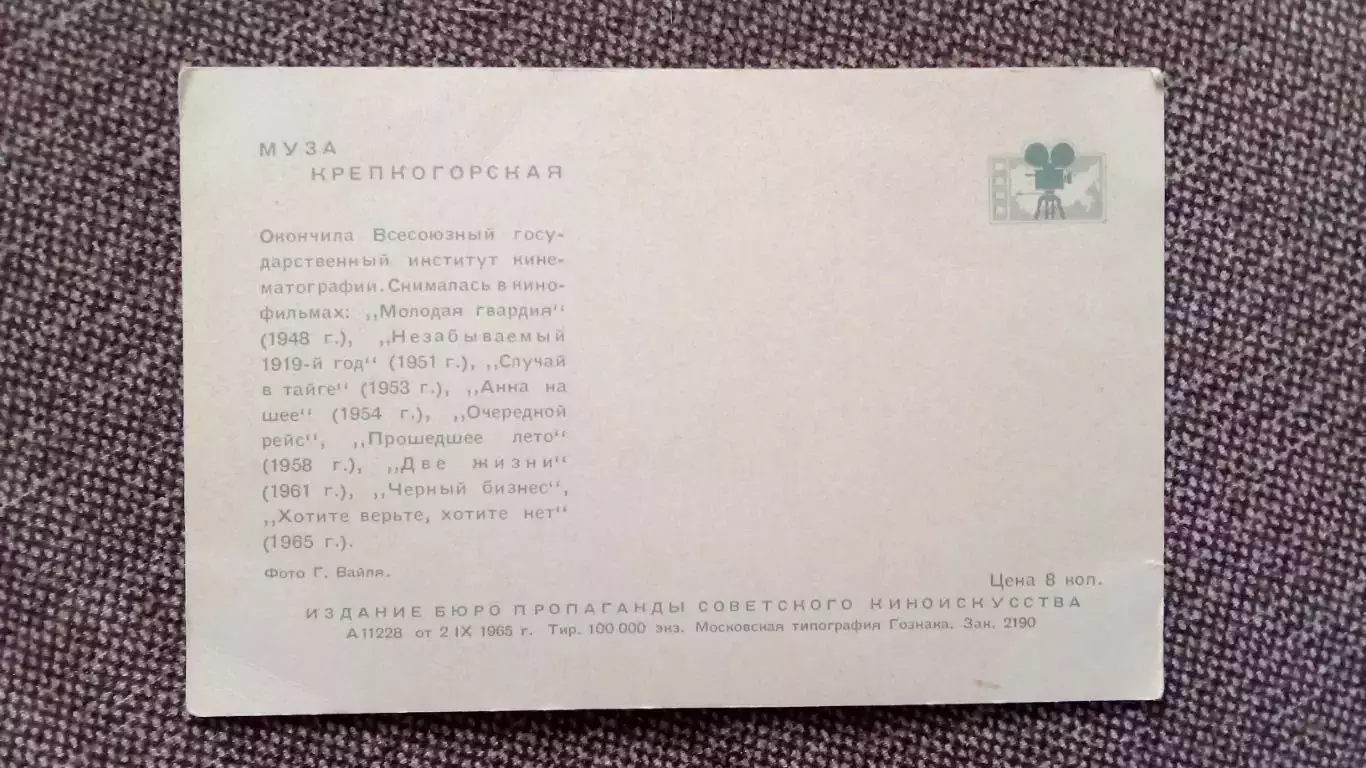 МУЗА
КРЕПКОГОРСКАЯ
Окончила Всесоюзный госу-
дарственный институт кине-
матографии. Снималась в кино-
фильмах: ,,Молодая гвардия“
(1948 г.), ,,Незабываемый
1919-й год“ (1951 г.), ,,Случай
в тайге“ (1953 г.), ,,Анна на
шее“ (1954 г.), ,,Очередной
рейс“, ,,Прошедшее лето“
(1958 г.), ,,Две жизни“
(1961 г.), ,,Черный бизнес“,
,,Хотите верьте, хотите нет“
(1965 г.).
Фото Г. Вайля.
Цена 8 коп.
ИЗДАНИЕ БЮРО ПРОПАГАНДЫ СОВЕТСКОГО КИНОИСКУССТВА
А11228 от 2 IX 1965 г. Тир. 100 000 экз. Московская типография Гознака. Зак. 2190